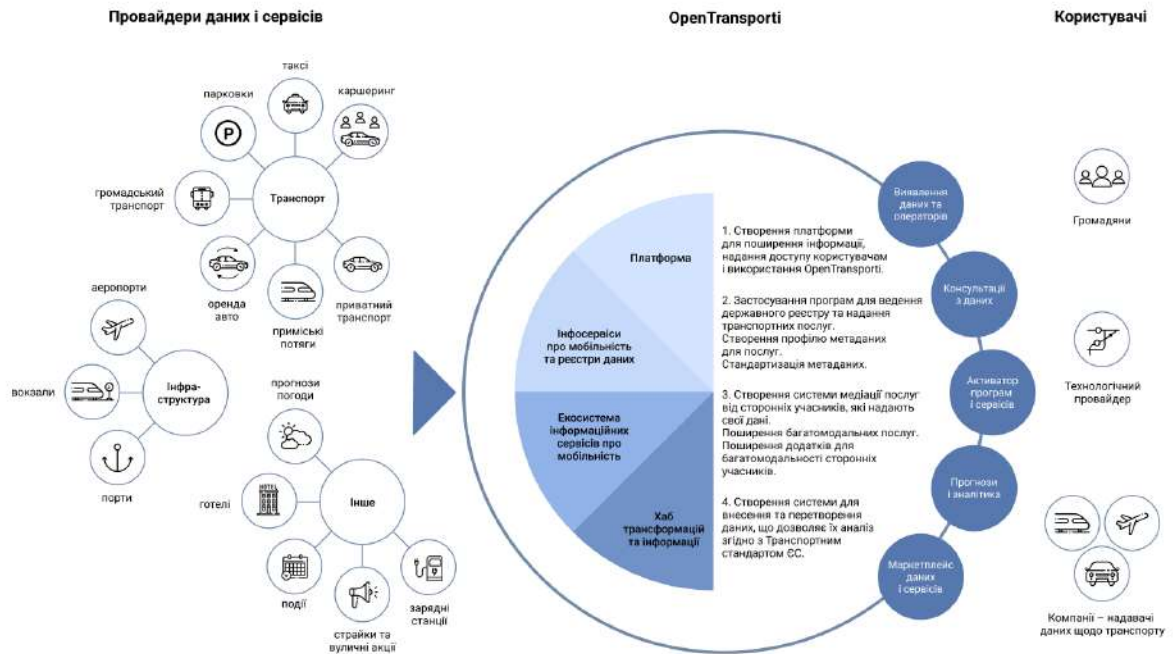 Провайдери даних і сервісів
OpenTransporti
Користувачі
таксі
парковки
каршеринг
P
громадський
транспорт
Транспорт
оренда
авто
приміські
потяги
приватний
транспорт
аеропорти
вокзали
Інфра-
структура
порти
прогнози
погоди
готелі
HOTEL
Інше
події
страйки та
вуличні акції
зарядні
станції
Платформа
Інфосервіси
про мобільність
та реєстри даних
Екосистема
інформаційних
сервісів про
мобільність
Хаб
трансформацій
та інформації
1. Створення платформи
для поширення інформації,
надання доступу користувачам
і використання OpenTransporti.
2. Застосування програм для ведення
державного реєстру та надання
транспортних послуг.
Створення профілю метаданих
для послуг.
Стандартизація метаданих.
3. Створення системи медіації послуг
від сторонніх учасників, які надають
свої дані.
Поширення багатомодальних послуг.
Поширення додатків для
багатомодальності сторонніх
учасників.
4. Створення системи для
внесення та перетворення
даних, що дозволяє їх аналіз
згідно з Транспортним
стандартом ЄС.
Виявлення
даних та
операторів
Консультації
з даних
Активатор
програм
і сервісів
Прогнози
і аналітика
Маркетплейс
даних
і сервісів
Громадяни
Технологічний
провайдер
Компанії – надавачі
даних щодо транспорту